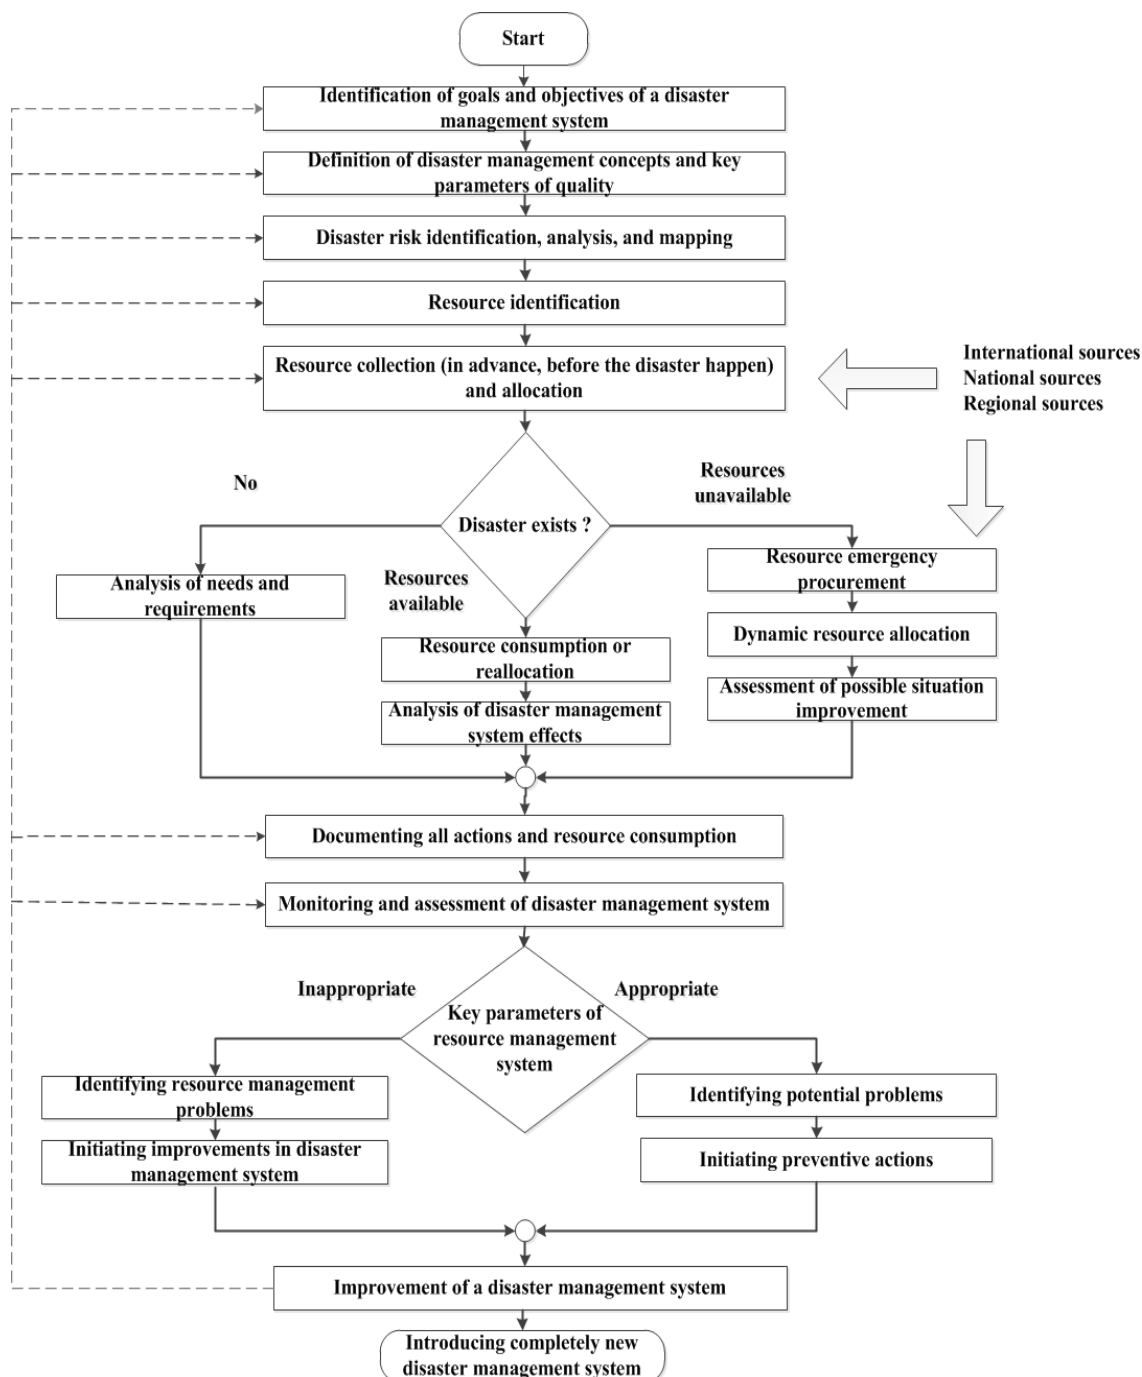 Start
Identification of goals and objectives of a disaster
management system
Definition of disaster management concepts and key
parameters of quality
Disaster risk identification, analysis, and mapping
Resource identification
Resource collection (in advance, before the disaster happen)
and allocation
International sources
National sources
Regional sources
No
Resources
unavailable
Disaster exists ?
Resources
available
Analysis of needs and
requirements
Resource emergency
procurement
Resource consumption or
reallocation
Dynamic resource allocation
Analysis of disaster management
system effects
Assessment of possible situation
improvement
Documenting all actions and resource consumption
Monitoring and assessment of disaster management system
Inappropriate
Appropriate
Key parameters of
resource management
system
Identifying resource management
problems
Identifying potential problems
Initiating improvements in disaster
management system
Initiating preventive actions
Improvement of a disaster management system
Introducing completely new
disaster management system